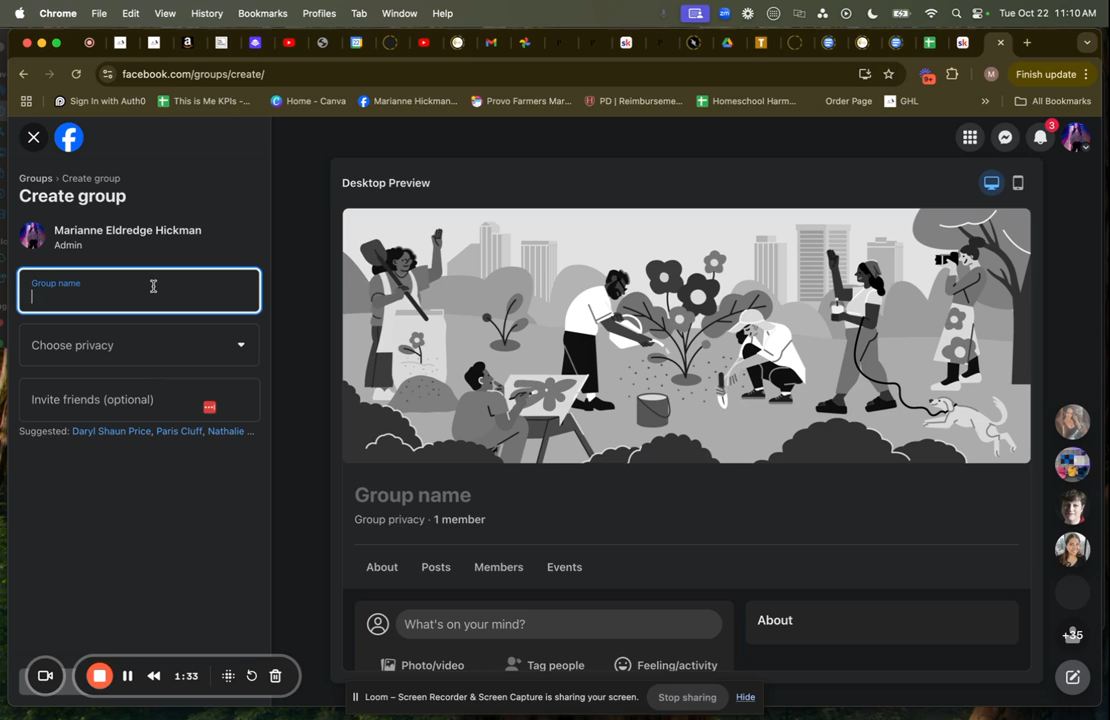 Chrome File Edit View History Bookmarks Profiles Tab Window Help Tue Oct 22 11:10 AM
facebook.com/groups/create/ 9+ M Finish update
Sign In with Auth0 This is Me KPIs -... Home - Canva Marianne Hickman... Provo Farmers Mar... PD | Reimburseme... Homeschool Harm... Order Page GHL » All Bookmarks
3
Groups › Create group
Create group
Marianne Eldredge Hickman
Admin
Group name
Choose privacy
Invite friends (optional)
Suggested: Daryl Shaun Price, Paris Cluff, Nathalie ...
Desktop Preview
Group name
Group privacy · 1 member
About Posts Members Events
What's on your mind?
Photo/video Tag people Feeling/activity
About
+35
1:33
Loom – Screen Recorder & Screen Capture is sharing your screen. Stop sharing Hide